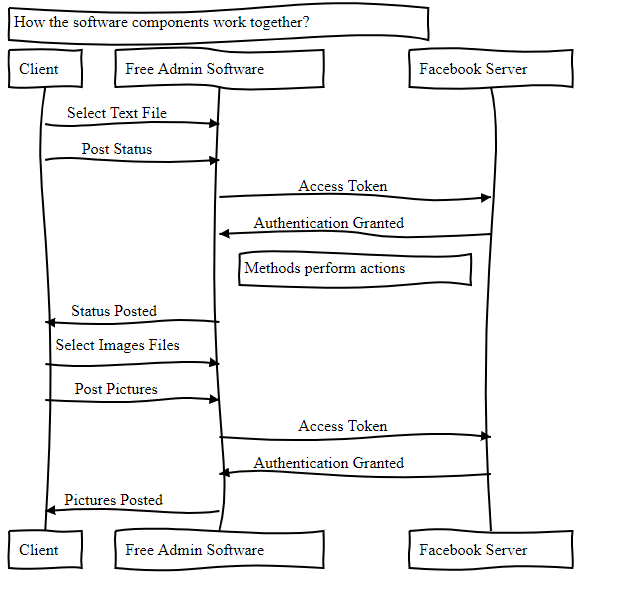 How the software components work together?
Client
Free Admin Software
Facebook Server
Select Text File
Post Status
Access Token
Authentication Granted
Methods perform actions
Status Posted
Select Images Files
Post Pictures
Access Token
Authentication Granted
Pictures Posted
Client
Free Admin Software
Facebook Server